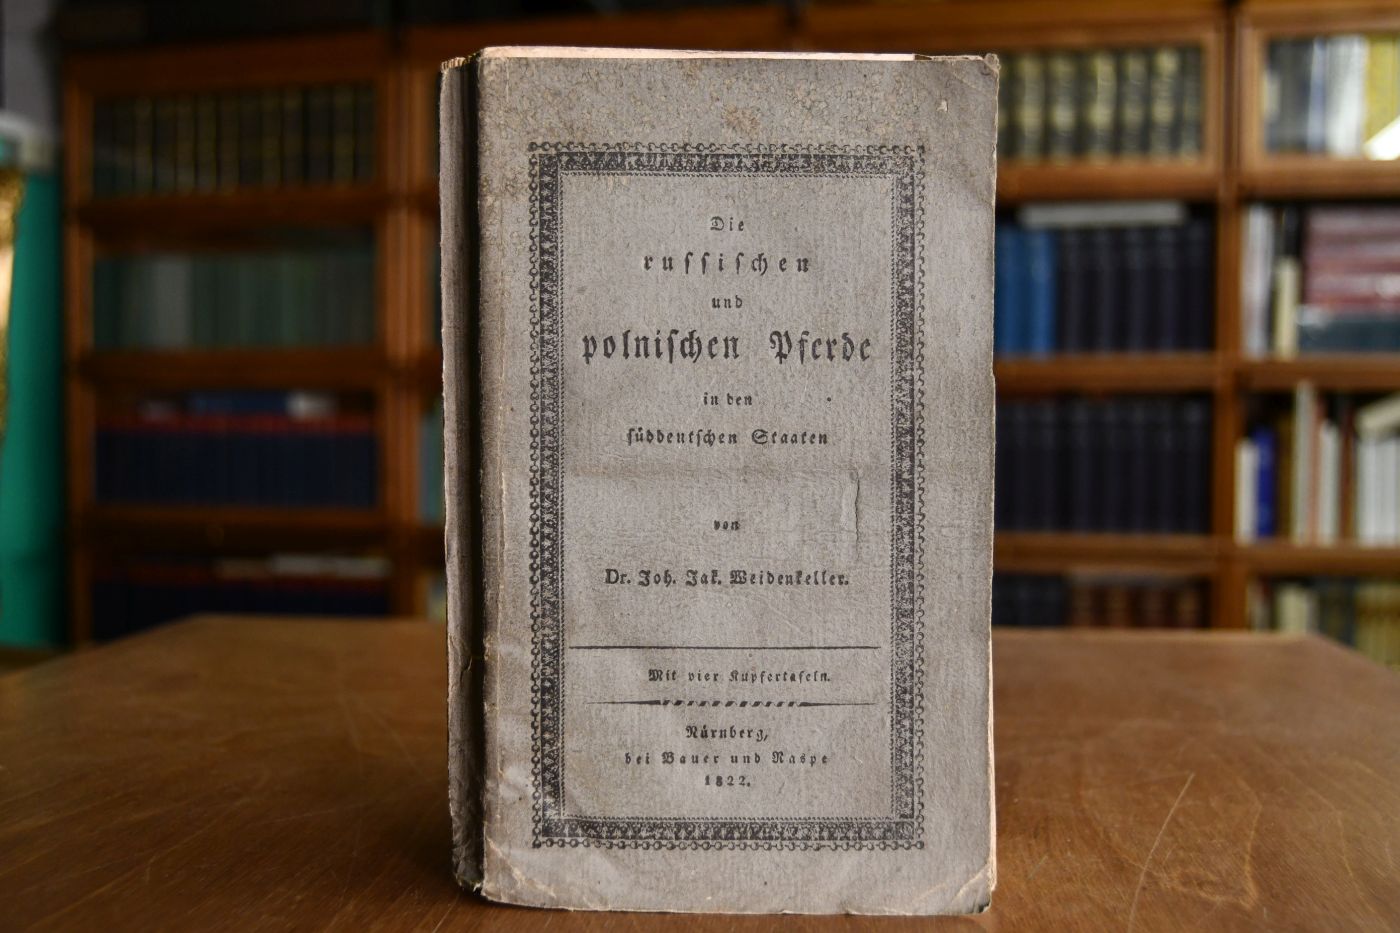 Die
ruſſiſchen
und
polniſchen Pferde
in den
ſüddeutſchen Staaten
von
Dr. Joh. Jak. Weidenkeller.
Mit vier Kupfertafeln.
Nürnberg,
bei Bauer und Raspe
1822.